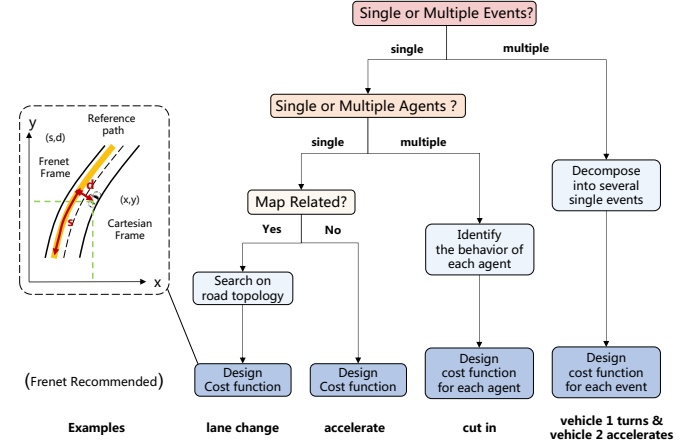 Single or Multiple Events?
single
multiple
Single or Multiple Agents ?
single
multiple
Decompose
into several
single events
Map Related?
Yes
No
Identify
the behavior of
each agent
Search on
road topology
y
Reference
path
(s,d)
Frenet
Frame
d
(x,y)
s
Cartesian
Frame
x
(Frenet Recommended)
Design
Cost function
Design
Cost function
Design
cost function
for each agent
Design
cost function
for each event
Examples
lane change
accelerate
cut in
vehicle 1 turns &
vehicle 2 accelerates